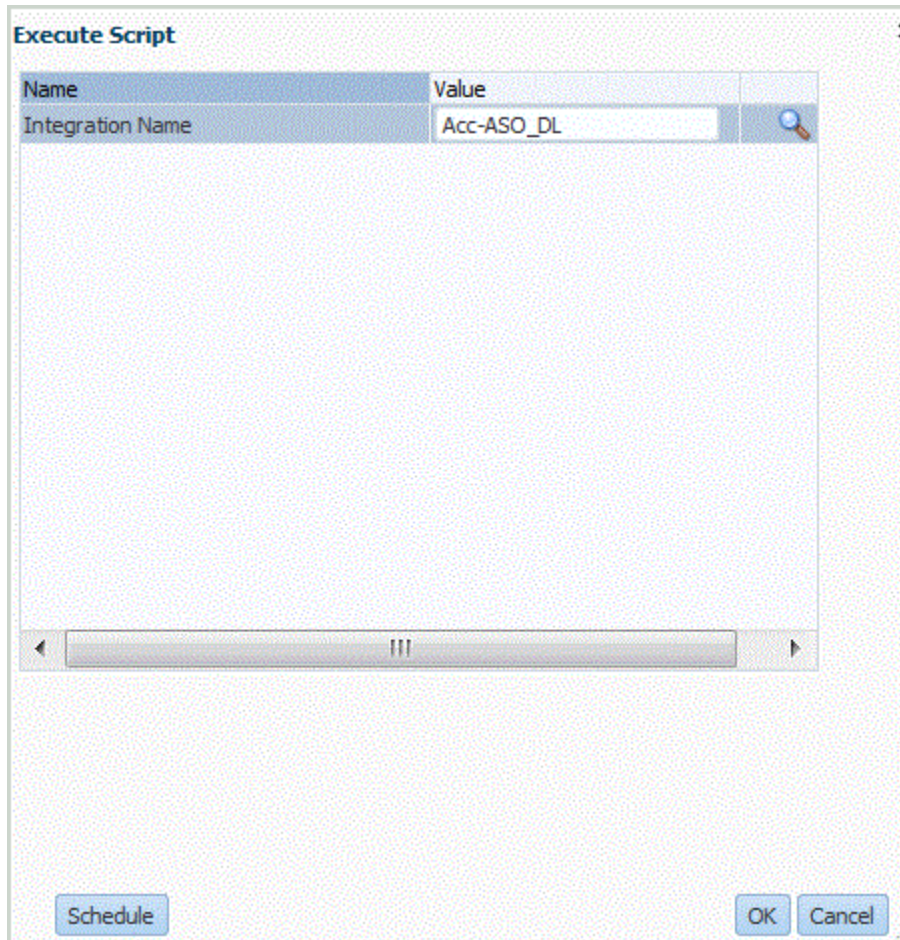 Execute Script
Name Value
Integration Name Acc-ASO_DL
Schedule OK Cancel